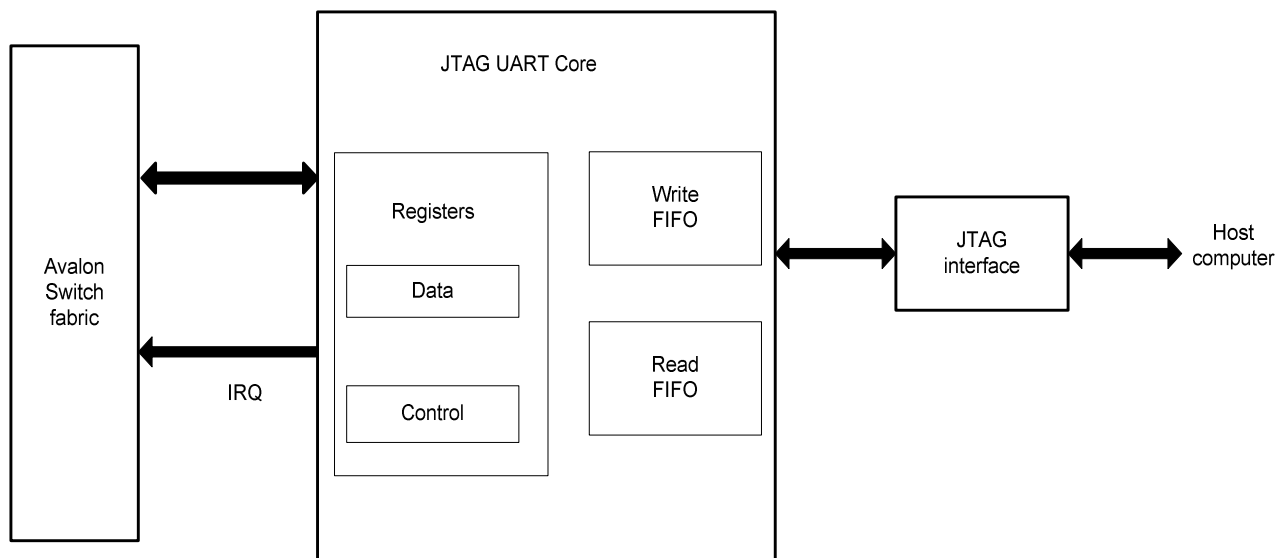 JTAG UART Core
Avalon
Switch
fabric
IRQ
Registers
Data
Control
Write
FIFO
Read
FIFO
JTAG
interface
Host
computer